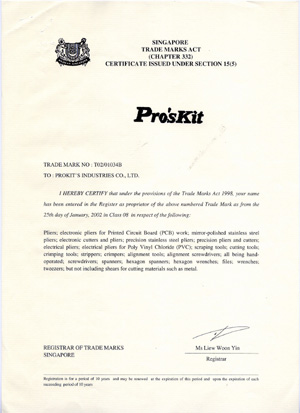 SINGAPORE
TRADE MARKS ACT
(CHAPTER 332)
CERTIFICATE ISSUED UNDER SECTION 15(5)
Pro'sKit
TRADE MARK NO : T02/01034B
TO : PROKIT'S INDUSTRIES CO., LTD.
I HEREBY CERTIFY that under the provisions of the Trade Marks Act 1998, your name
has been entered in the Register as proprietor of the above numbered Trade Mark as from the
25th day of January, 2002 in Class 08 in respect of the following:
Pliers; electronic pliers for Printed Circuit Board (PCB) work; mirror-polished stainless steel
pliers; electronic cutters and pliers; precision stainless steel pliers; precision pliers and cutters;
electrical pliers; electrical pliers for Poly Vinyl Chloride (PVC); scraping tools; cutting tools;
crimping tools; strippers; crimpers; alignment tools; alignment screwdrivers; all being hand-
operated; screwdrivers; spanners; hexagon spanners; hexagon wrenches; files; wrenches;
tweezers; but not including shears for cutting materials such as metal.
REGISTRAR OF TRADE MARKS
SINGAPORE
Ms Liew Woon Yin
Registrar
Registration is for a period of 10 years and may be renewed at the expiration of this period and upon the expiration of each
succeeding period of 10 years